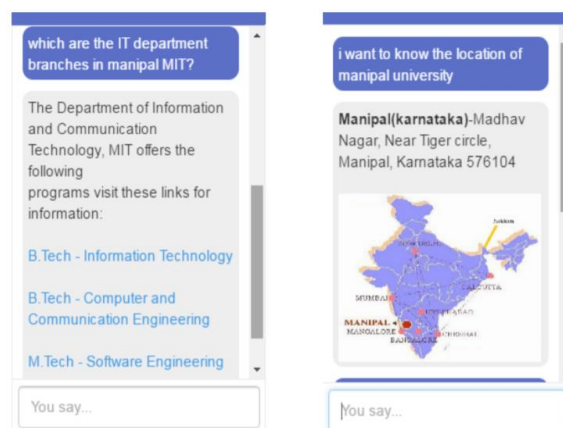 which are the IT department
branches in manipal MIT?
The Department of Information
and Communication
Technology, MIT offers the
following
programs visit these links for
information:
B.Tech - Information Technology
B.Tech - Computer and
Communication Engineering
M.Tech - Software Engineering
You say...
i want to know the location of
manipal university
Manipal(karnataka)-Madhav
Nagar, Near Tiger circle,
Manipal, Karnataka 576104
MUMBAI
MANIPAL
MANGALORE
BANGALORE
You say...